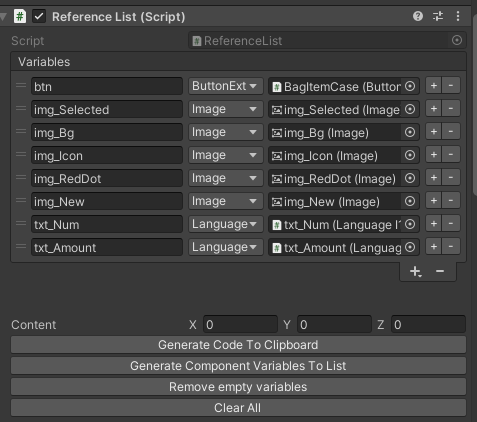 Reference List (Script)
Script ReferenceList
Variables
btn ButtonExt BagItemCase (Button
img_Selected Image img_Selected (Image
img_Bg Image img_Bg (Image)
img_Icon Image img_Icon (Image)
img_RedDot Image img_RedDot (Image)
img_New Image img_New (Image)
txt_Num Language txt_Num (Language
txt_Amount Language txt_Amount (Languag
Content X 0 Y 0 Z 0
Generate Code To Clipboard
Generate Component Variables To List
Remove empty variables
Clear All